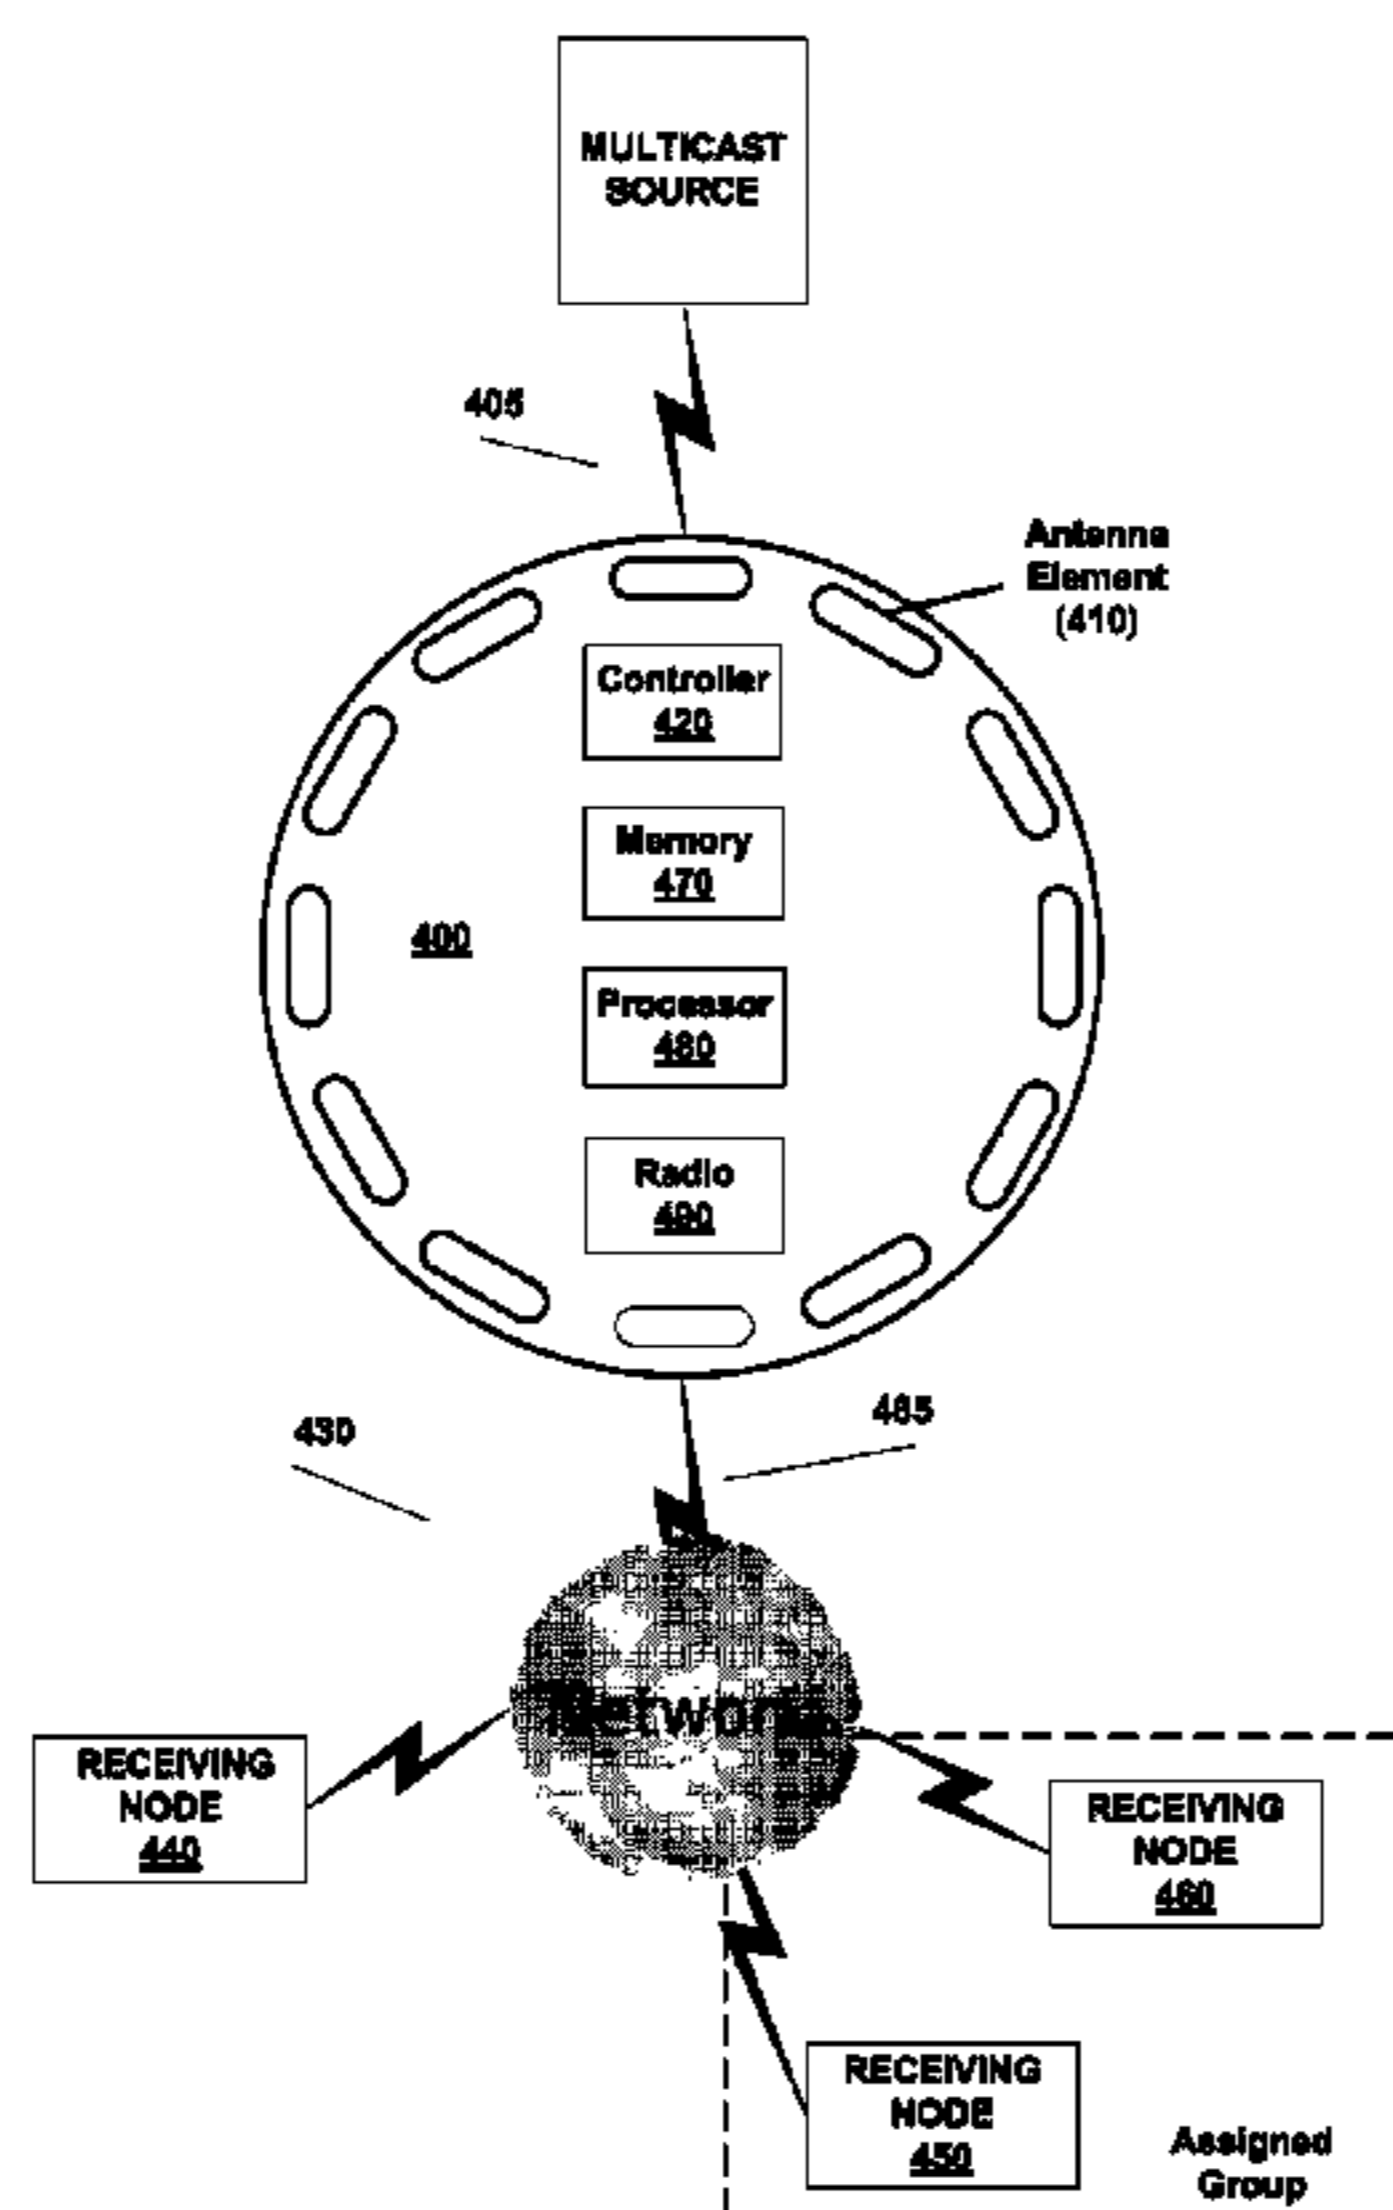 MULTICAST
SOURCE
405
Antenna
Element
(410)
Controller
420
Memory
470
400
Processor
480
Radio
490
430
465
Network
RECEIVING
NODE
440
RECEIVING
NODE
460
RECEIVING
NODE
450
Assigned
Group